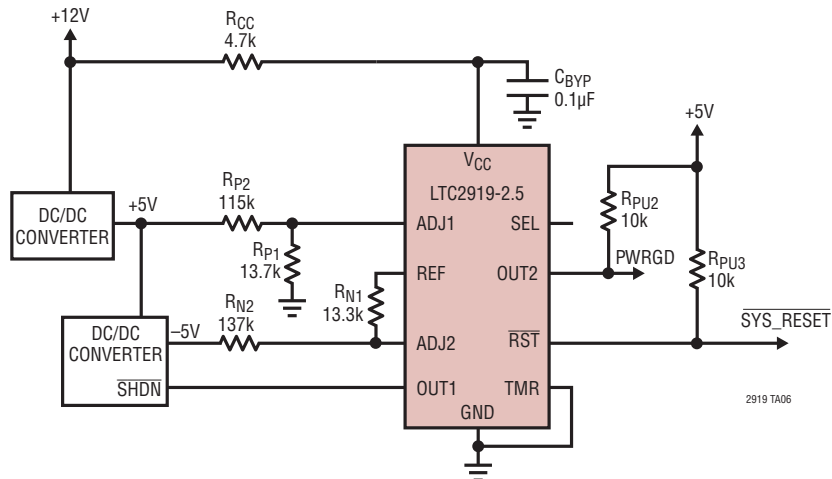 +12V
RCC
4.7k
CBYP
0.1µF
+5V
VCC
LTC2919-2.5
DC/DC
CONVERTER
+5V
RP2
115k
RP1
13.7k
ADJ1
SEL
RPU2
10k
REF
OUT2
PWRGD
RPU3
10k
RN1
13.3k
RN2
137k
DC/DC
CONVERTER
–5V
ADJ2
RST
SYS_RESET
SHDN
OUT1
TMR
GND
2919 TA06